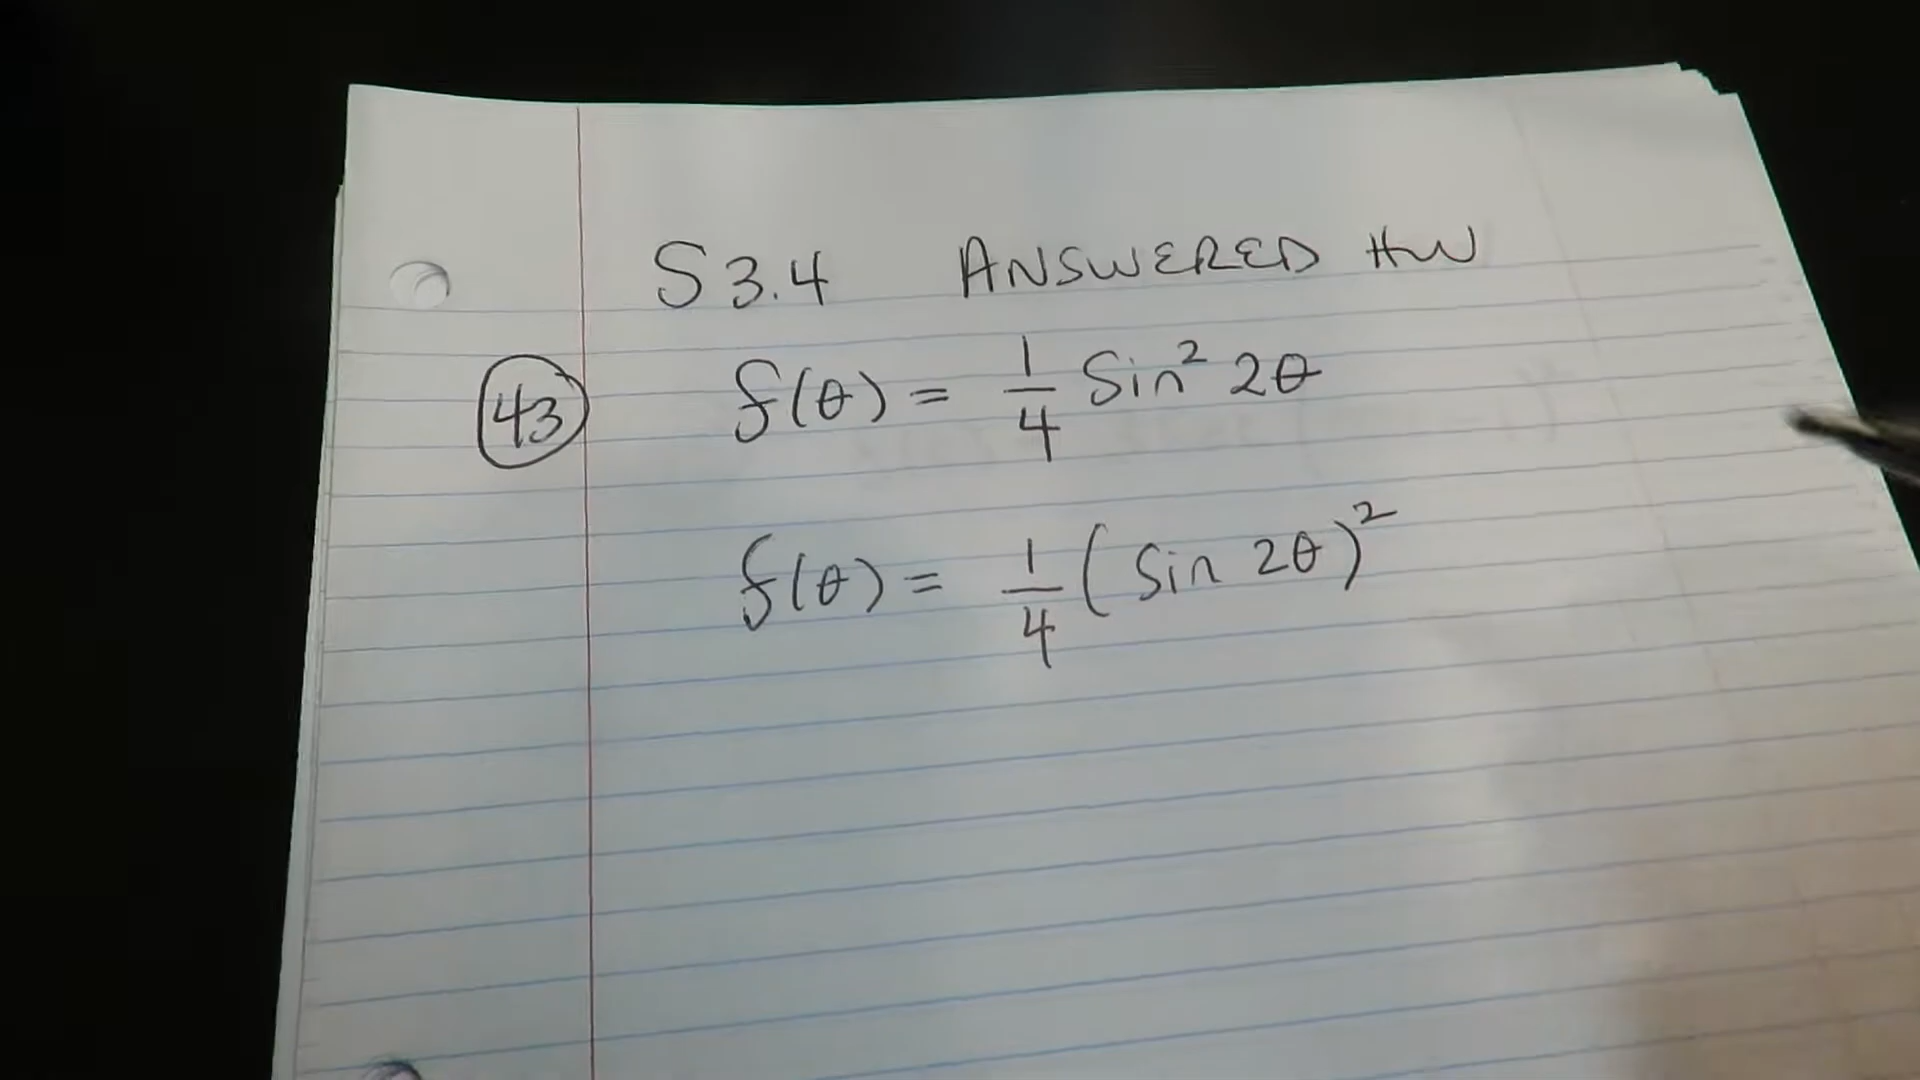 S 3.4 ANSWERED HW
43 f(θ) = 1/4 Sin² 2θ
f(θ) = 1/4 (Sin 2θ)²